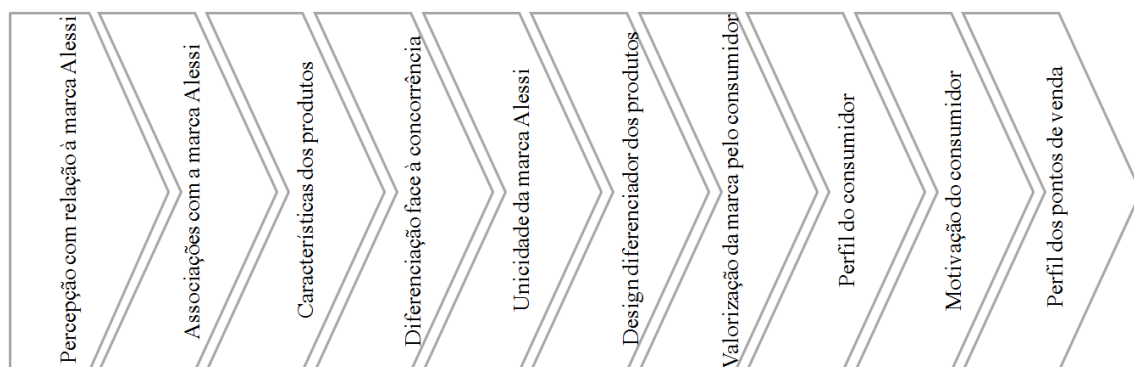 Percepção com relação à marca Alessi
Associações com a marca Alessi
Características dos produtos
Diferenciação face à concorrência
Unicidade da marca Alessi
Design diferenciador dos produtos
Valorização da marca pelo consumidor
Perfil do consumidor
Motivação do consumidor
Perfil dos pontos de venda